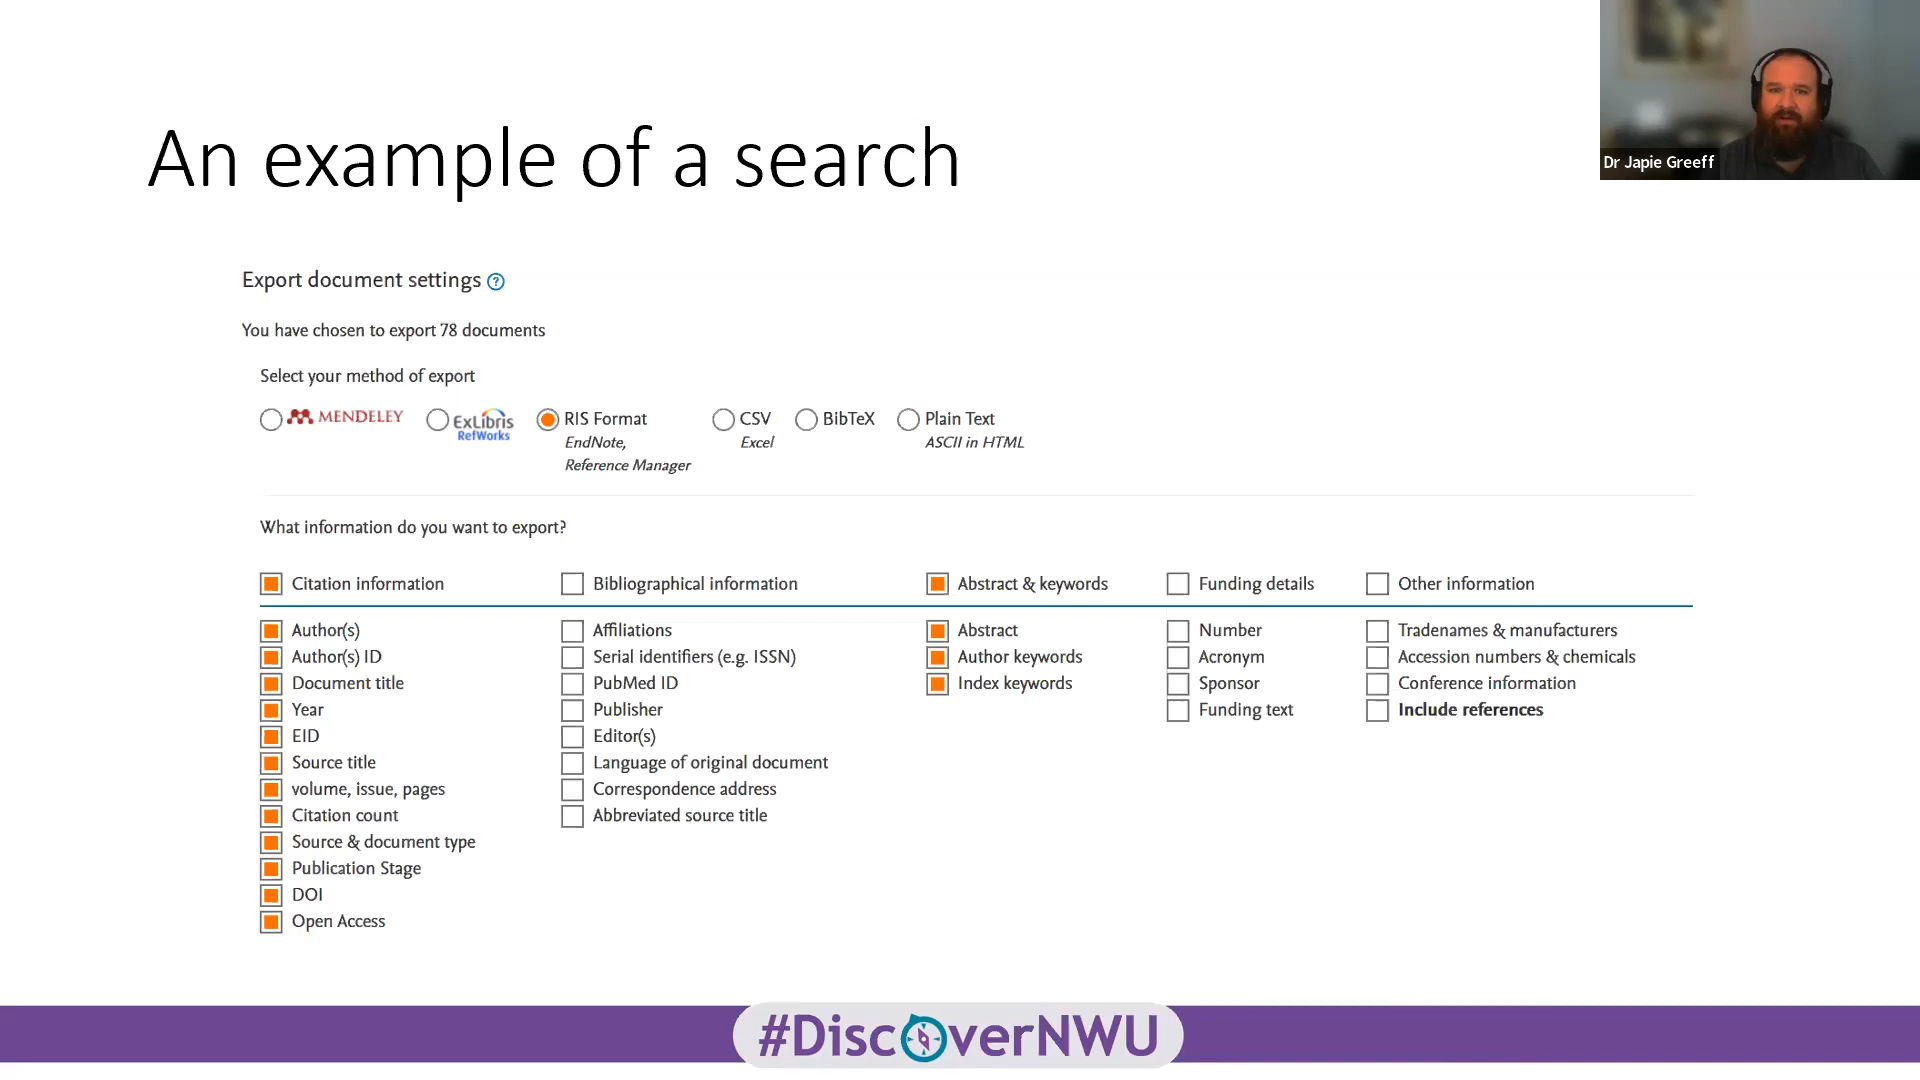 An example of a search
Dr Japie Greeff
Export document settings ?
You have chosen to export 78 documents
Select your method of export
MENDELEY
ExLibris
RefWorks
RIS Format
EndNote,
Reference Manager
CSV
Excel
BibTeX
Plain Text
ASCII in HTML
What information do you want to export?
Citation information
Author(s)
Author(s) ID
Document title
Year
EID
Source title
volume, issue, pages
Citation count
Source & document type
Publication Stage
DOI
Open Access
Bibliographical information
Affiliations
Serial identifiers (e.g. ISSN)
PubMed ID
Publisher
Editor(s)
Language of original document
Correspondence address
Abbreviated source title
Abstract & keywords
Abstract
Author keywords
Index keywords
Funding details
Number
Acronym
Sponsor
Funding text
Other information
Tradenames & manufacturers
Accession numbers & chemicals
Conference information
Include references
#DiscoverNWU